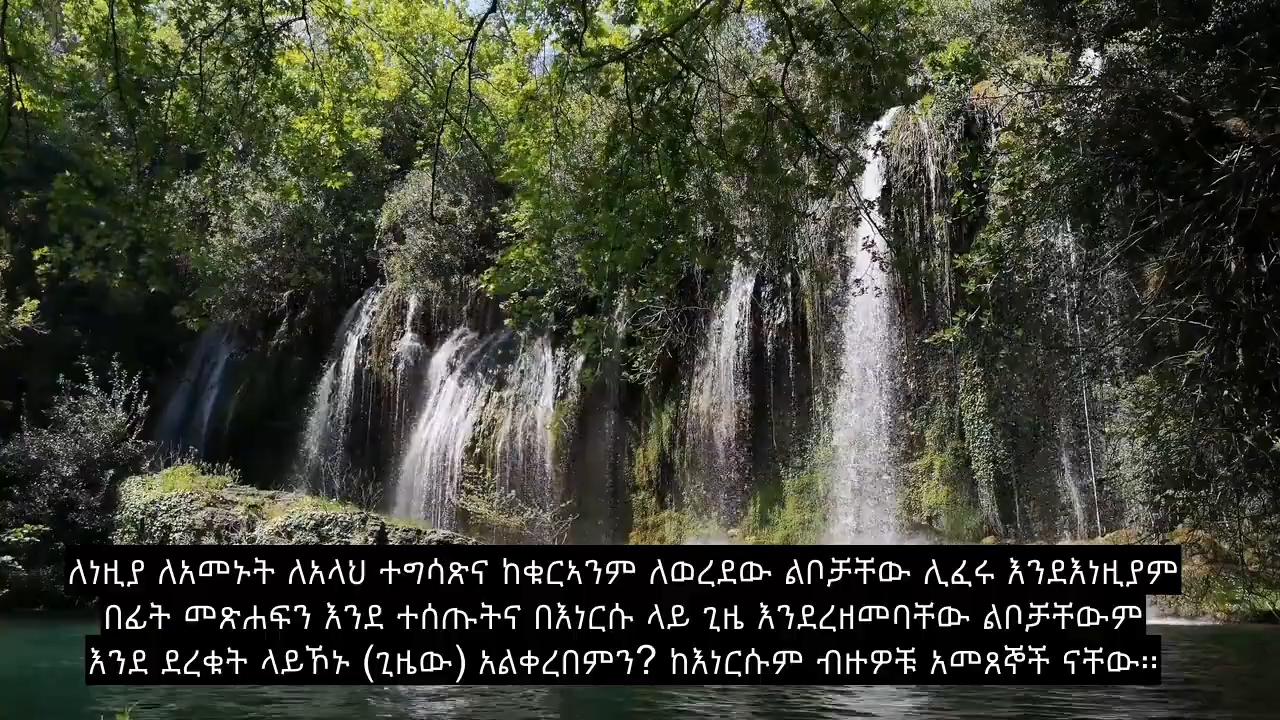 ለነዚያ ለአመኑት ለአላህ ተግሳጽና ከቁርኣንም ለወረደው ልቦቻቸው ሊፈሩ እንደእነዚያም
በፊት መጽሐፍን እንደ ተሰጡትና በእነርሱ ላይ ጊዜ እንደረዘመባቸው ልቦቻቸውም
እንደ ደረቁት ላይኾኑ (ጊዜው) አልቀረበምን? ከእነርሱም ብዙዎቹ አመጸኞች ናቸው፡፡